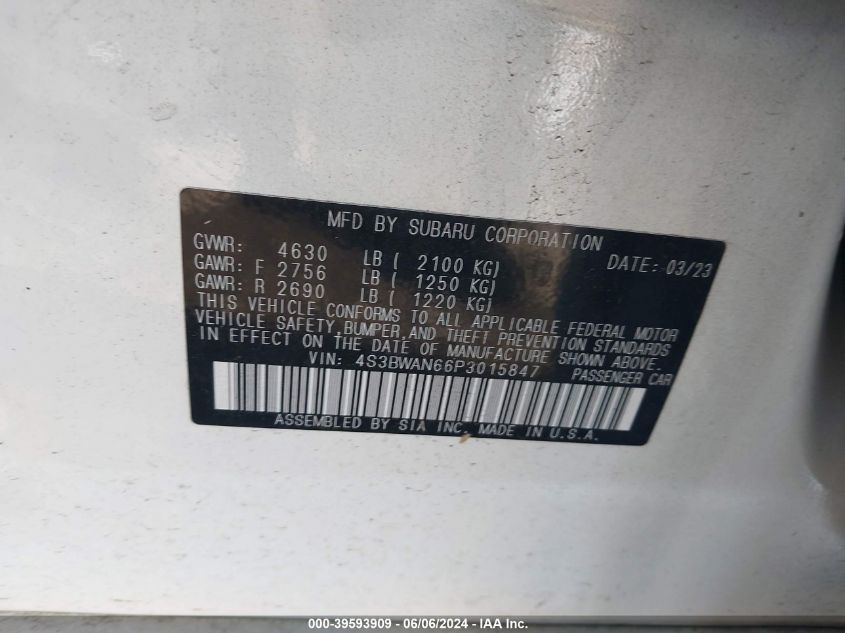 MFD BY SUBARU CORPORATION
GVWR: 4630 LB ( 2100 KG) DATE: 03/23
GAWR: F 2756 LB ( 1250 KG)
GAWR: R 2690 LB ( 1220 KG)
THIS VEHICLE CONFORMS TO ALL APPLICABLE FEDERAL MOTOR
VEHICLE SAFETY,BUMPER,AND THEFT PREVENTION STANDARDS
IN EFFECT ON THE DATE OF MANUFACTURE SHOWN ABOVE.
VIN: 4S3BWAN66P3015847 PASSENGER CAR
ASSEMBLED BY SIA INC. MADE IN U.S.A.
000-39593909 - 06/06/2024 - IAA Inc.